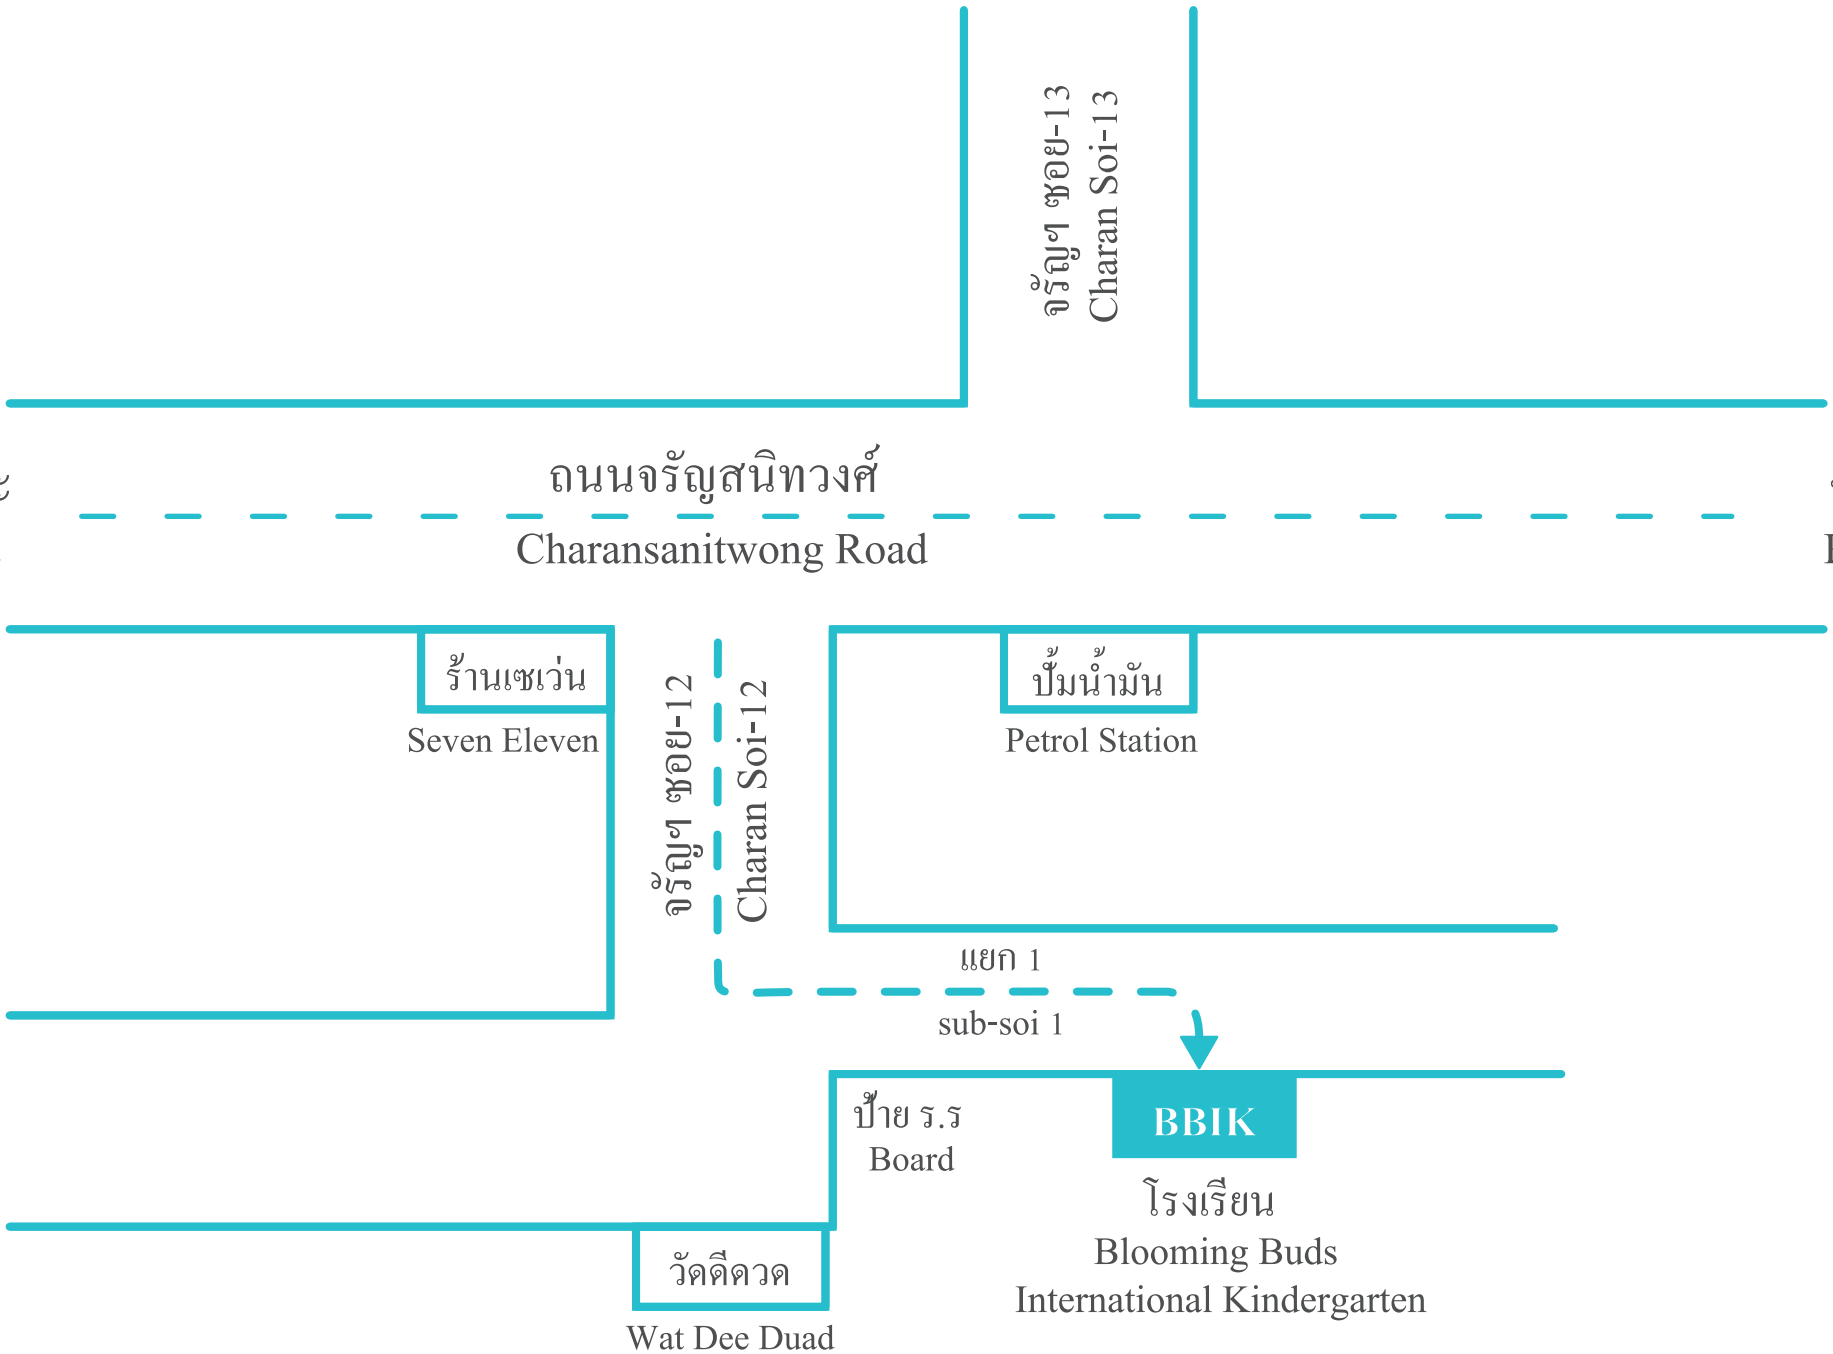 จรัญฯ ซอย-13
Charan Soi-13
ถนนจรัญสนิทวงศ์
Charansanitwong Road
ร้านเซเว่น
Seven Eleven
จรัญฯ ซอย-12
Charan Soi-12
ปั้มน้ำมัน
Petrol Station
แยก 1
sub-soi 1
ป้าย ร.ร
Board
BBIK
โรงเรียน
Blooming Buds
International Kindergarten
วัดดีดวด
Wat Dee Duad